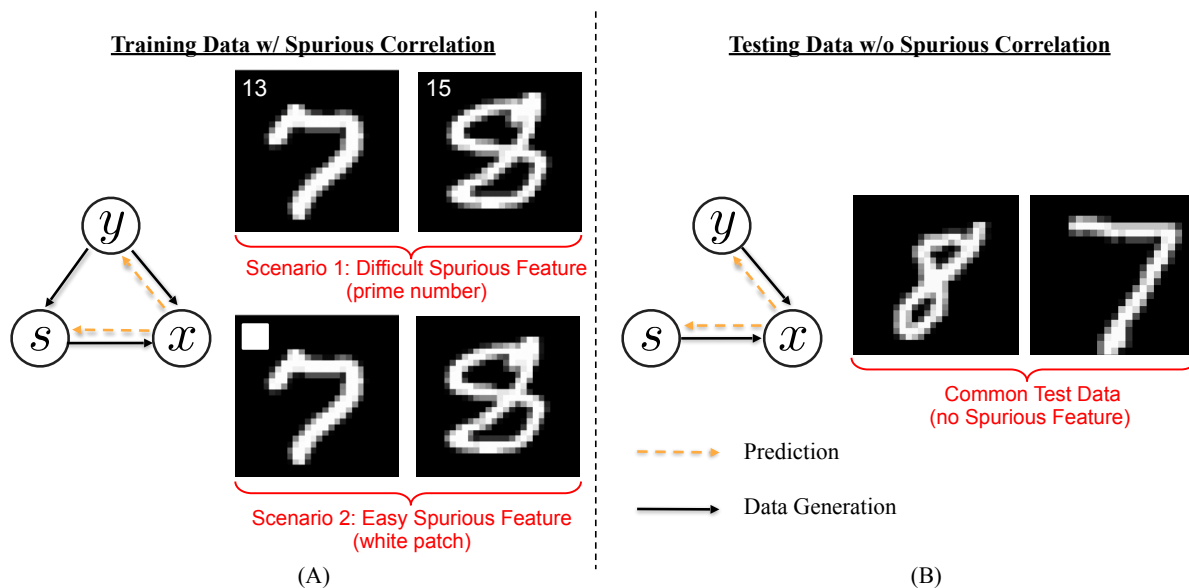 Training Data w/ Spurious Correlation
13
15
y
s
x
Scenario 1: Difficult Spurious Feature
(prime number)
Scenario 2: Easy Spurious Feature
(white patch)
(A)
Testing Data w/o Spurious Correlation
y
s
x
Common Test Data
(no Spurious Feature)
Prediction
Data Generation
(B)